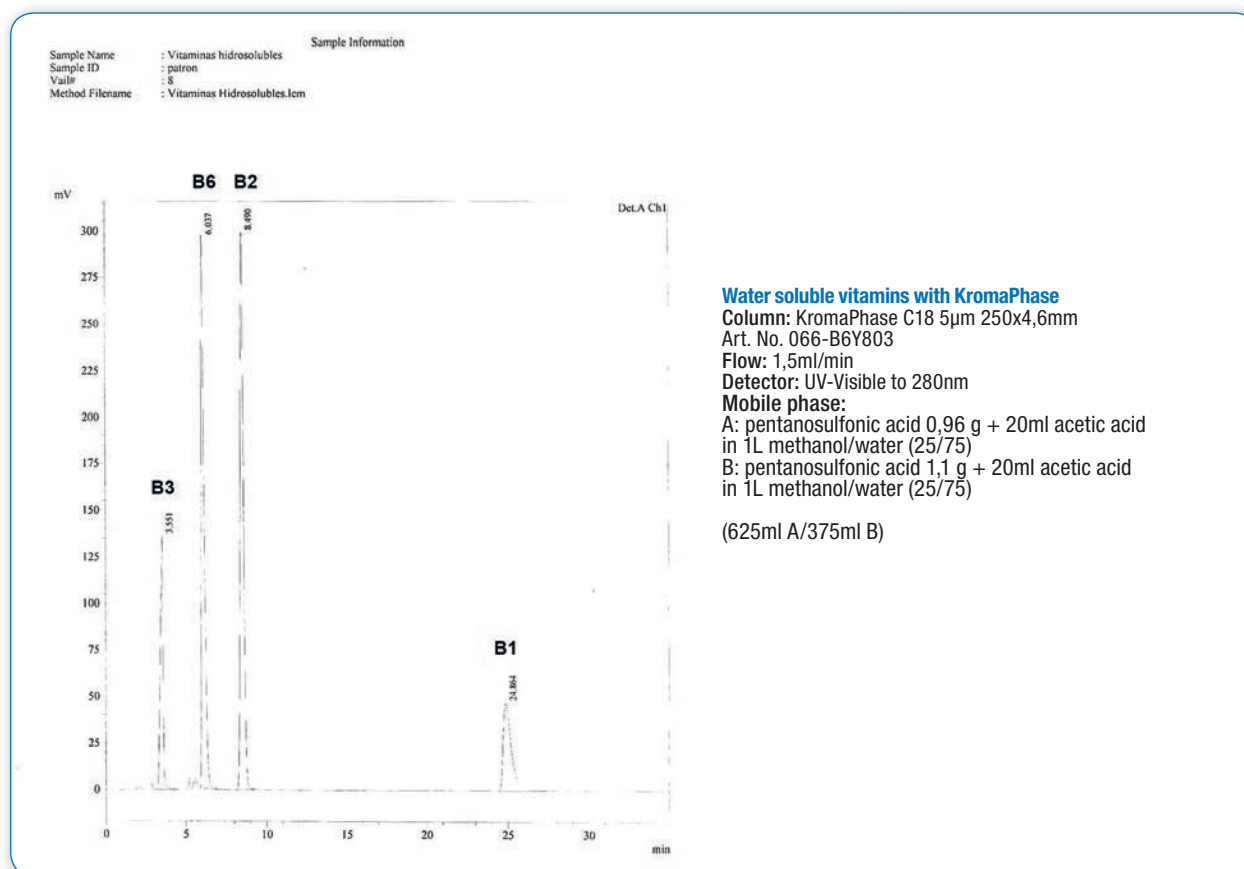 Sample Information
Sample Name : Vitaminas hidrosolubles
Sample ID : patron
Vail# : 8
Method Filename : Vitaminas Hidrosolubles.lcm
B6 B2
mV
Det.A Ch1
6.037
8.490
300
275
250
225
200
175
B3
150
3.551
125
100
75
B1
50
24.864
25
0
0 5 10 15 20 25 30
min
Water soluble vitamins with KromaPhase
Column: KromaPhase C18 5µm 250x4,6mm
Art. No. 066-B6Y803
Flow: 1,5ml/min
Detector: UV-Visible to 280nm
Mobile phase:
A: pentanosulfonic acid 0,96 g + 20ml acetic acid
in 1L methanol/water (25/75)
B: pentanosulfonic acid 1,1 g + 20ml acetic acid
in 1L methanol/water (25/75)
(625ml A/375ml B)